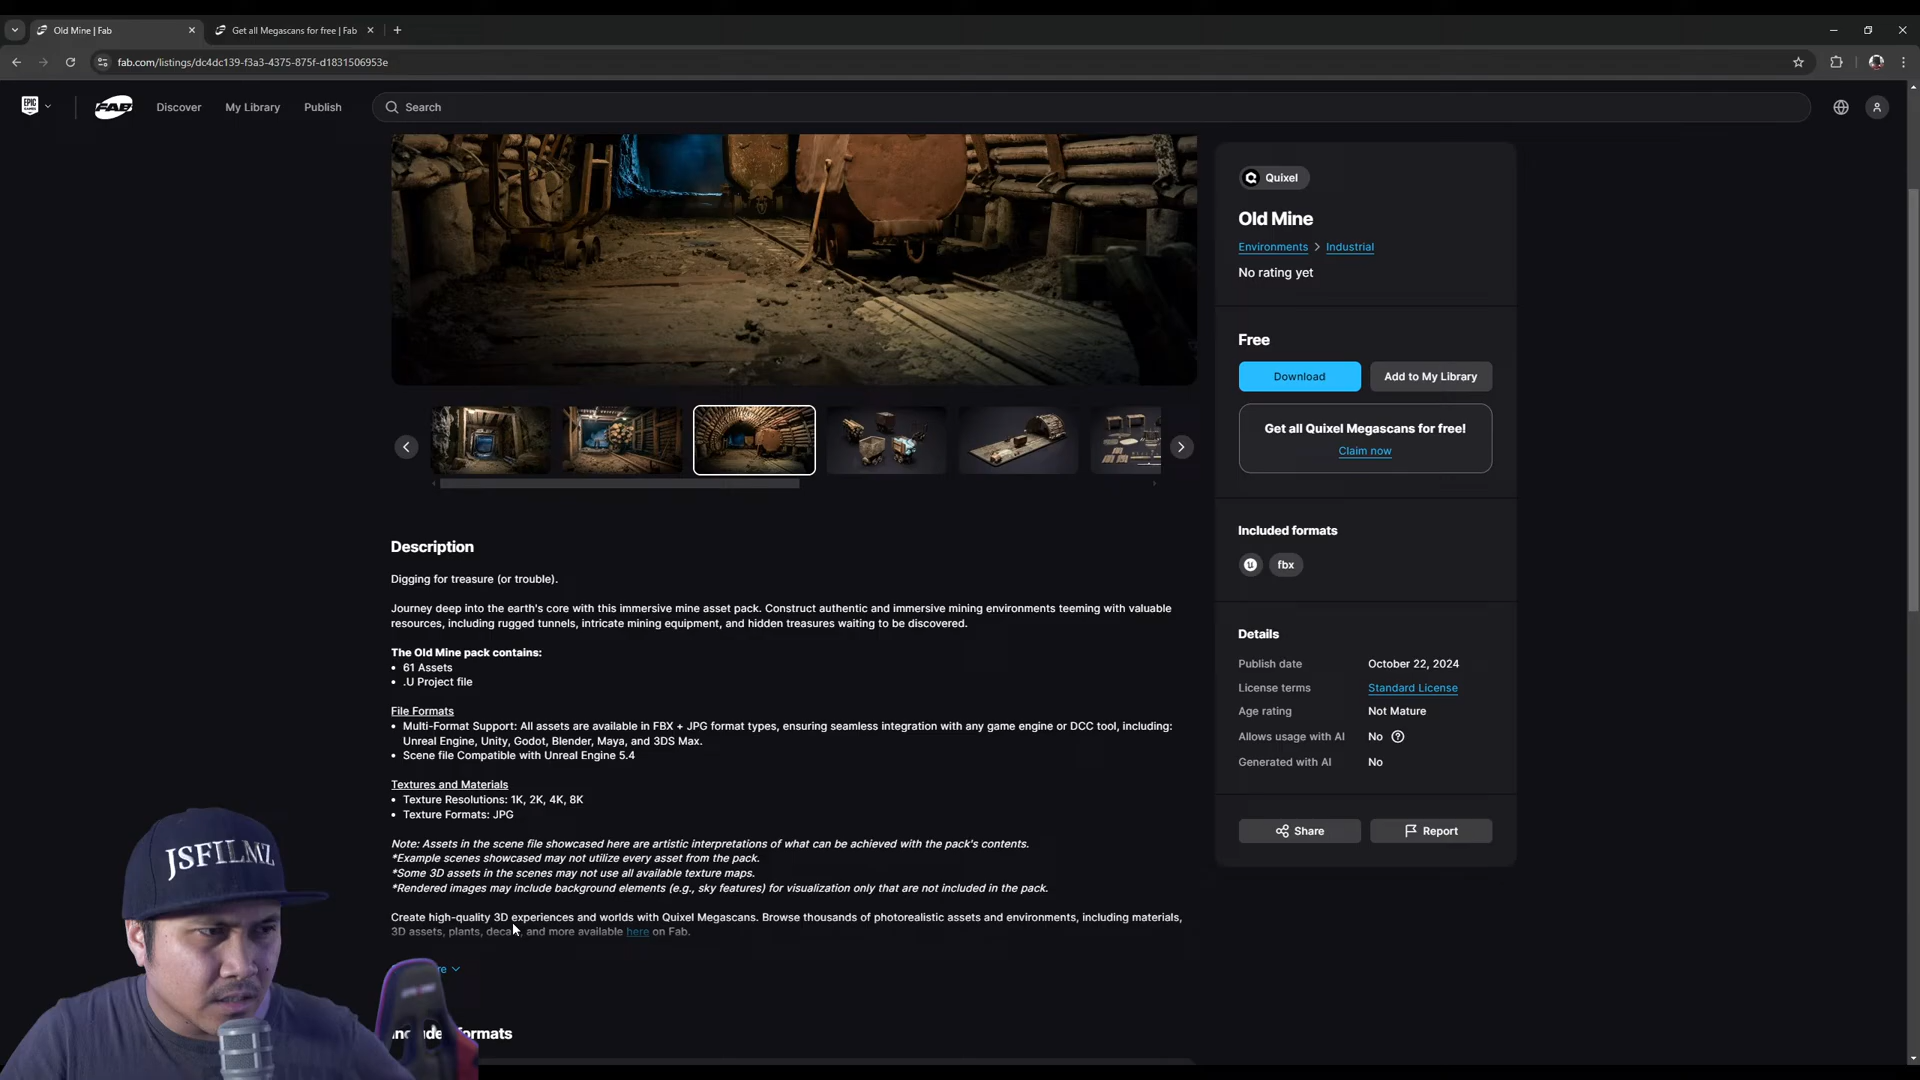 Old Mine | Fab
Get all Megascans for free | Fab
fab.com/listings/dc4dc139-f3a3-4375-875f-d1831506953e
EPIC GAMES
FAB
Discover
My Library
Publish
Search
Quixel
Old Mine
Environments > Industrial
No rating yet
Free
Download
Add to My Library
Get all Quixel Megascans for free!
Claim now
Included formats
fbx
Details
Publish date October 22, 2024
License terms Standard License
Age rating Not Mature
Allows usage with AI No
Generated with AI No
Share
Report
Description
Digging for treasure (or trouble).
Journey deep into the earth's core with this immersive mine asset pack. Construct authentic and immersive mining environments teeming with valuable
resources, including rugged tunnels, intricate mining equipment, and hidden treasures waiting to be discovered.
The Old Mine pack contains:
• 61 Assets
• .U Project file
File Formats
• Multi-Format Support: All assets are available in FBX + JPG format types, ensuring seamless integration with any game engine or DCC tool, including:
Unreal Engine, Unity, Godot, Blender, Maya, and 3DS Max.
• Scene file Compatible with Unreal Engine 5.4
Textures and Materials
• Texture Resolutions: 1K, 2K, 4K, 8K
• Texture Formats: JPG
Note: Assets in the scene file showcased here are artistic interpretations of what can be achieved with the pack's contents.
*Example scenes showcased may not utilize every asset from the pack.
*Some 3D assets in the scenes may not use all available texture maps.
*Rendered images may include background elements (e.g., sky features) for visualization only that are not included in the pack.
Create high-quality 3D experiences and worlds with Quixel Megascans. Browse thousands of photorealistic assets and environments, including materials,
3D assets, plants, and more available here on Fab.
JSFILMZ